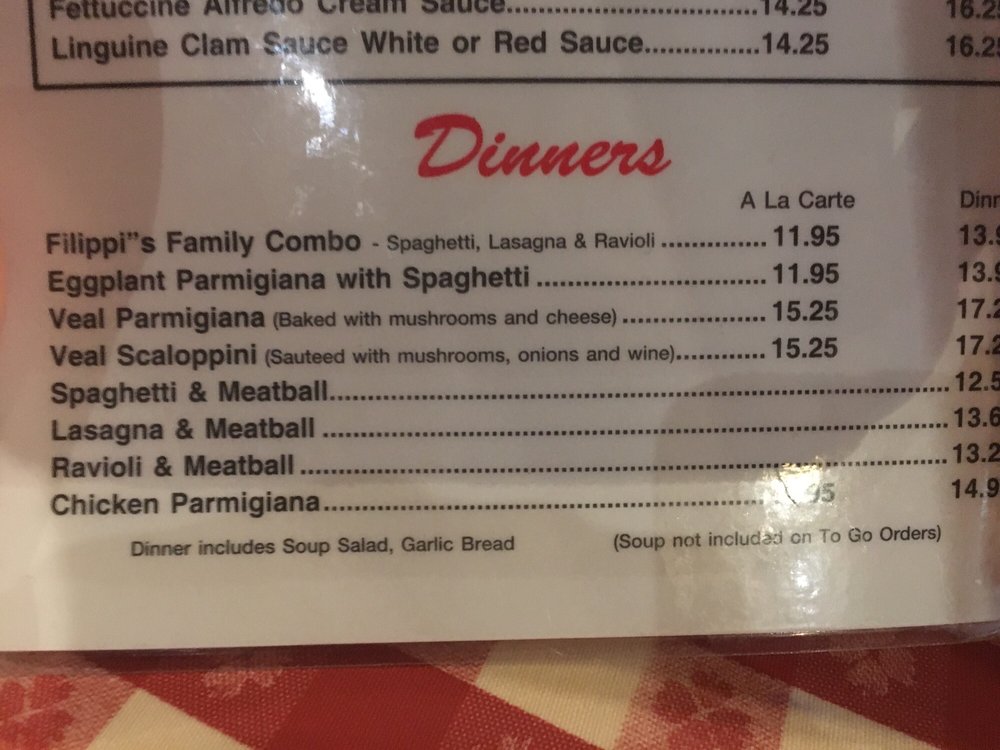 Fettuccine Alfredo Cream Sauce..............................14.25
Linguine Clam Sauce White or Red Sauce...............14.25
Dinners
A La Carte
Filippi"s Family Combo - Spaghetti, Lasagna & Ravioli .............. 11.95
Eggplant Parmigiana with Spaghetti .............................. 11.95
Veal Parmigiana (Baked with mushrooms and cheese) ................... 15.25
Veal Scaloppini (Sauteed with mushrooms, onions and wine)............ 15.25
Spaghetti & Meatball
Lasagna & Meatball
Ravioli & Meatball
Chicken Parmigiana
Dinner includes Soup Salad, Garlic Bread (Soup not included on To Go Orders)